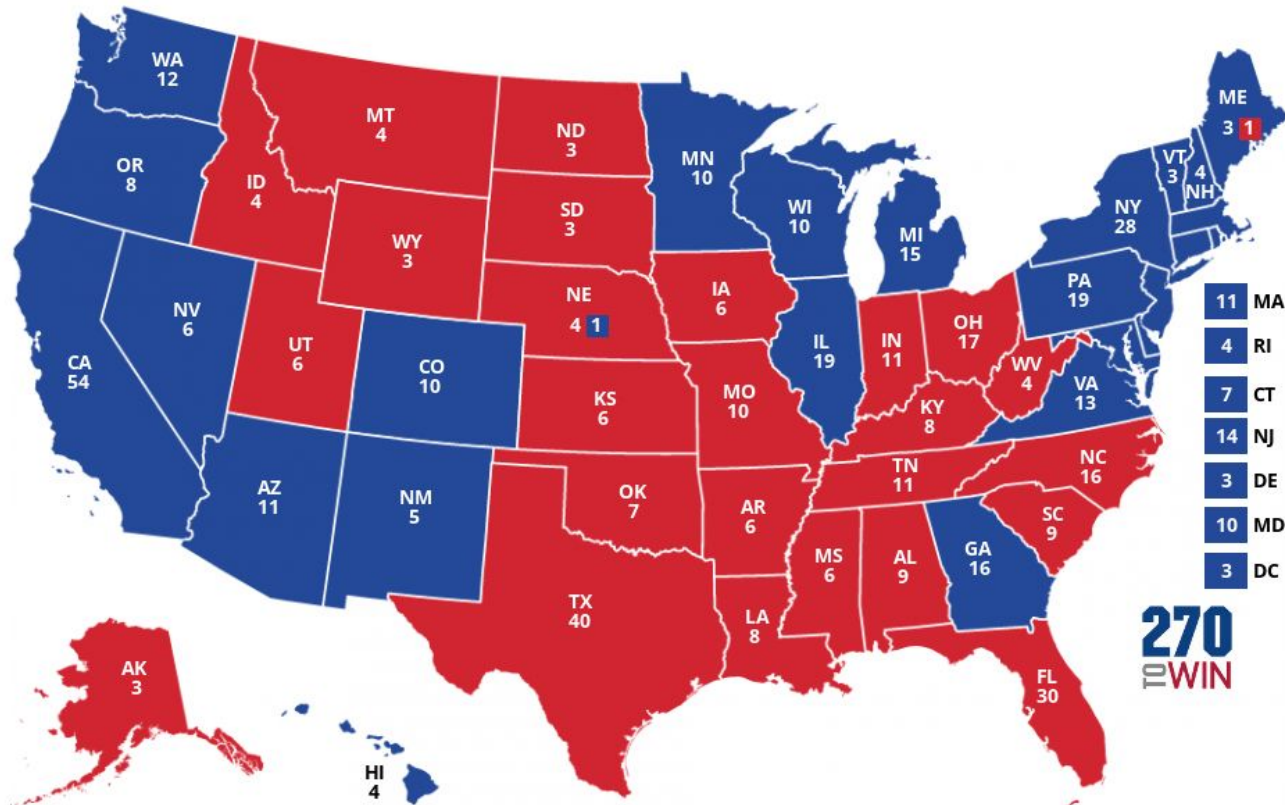 WA
12
OR
8
CA
54
NV
6
ID
4
MT
4
WY
3
UT
6
CO
10
AZ
11
NM
5
ND
3
SD
3
NE
4 1
KS
6
OK
7
TX
40
MN
10
IA
6
MO
10
AR
6
LA
8
WI
10
IL
19
MI
15
IN
11
OH
17
KY
8
TN
11
MS
6
AL
9
GA
16
FL
30
SC
9
NC
16
WV
4
VA
13
PA
19
NY
28
VT
3
4
NH
ME
3 1
11 MA
4 RI
7 CT
14 NJ
3 DE
10 MD
3 DC
AK
3
HI
4
270
TO WIN